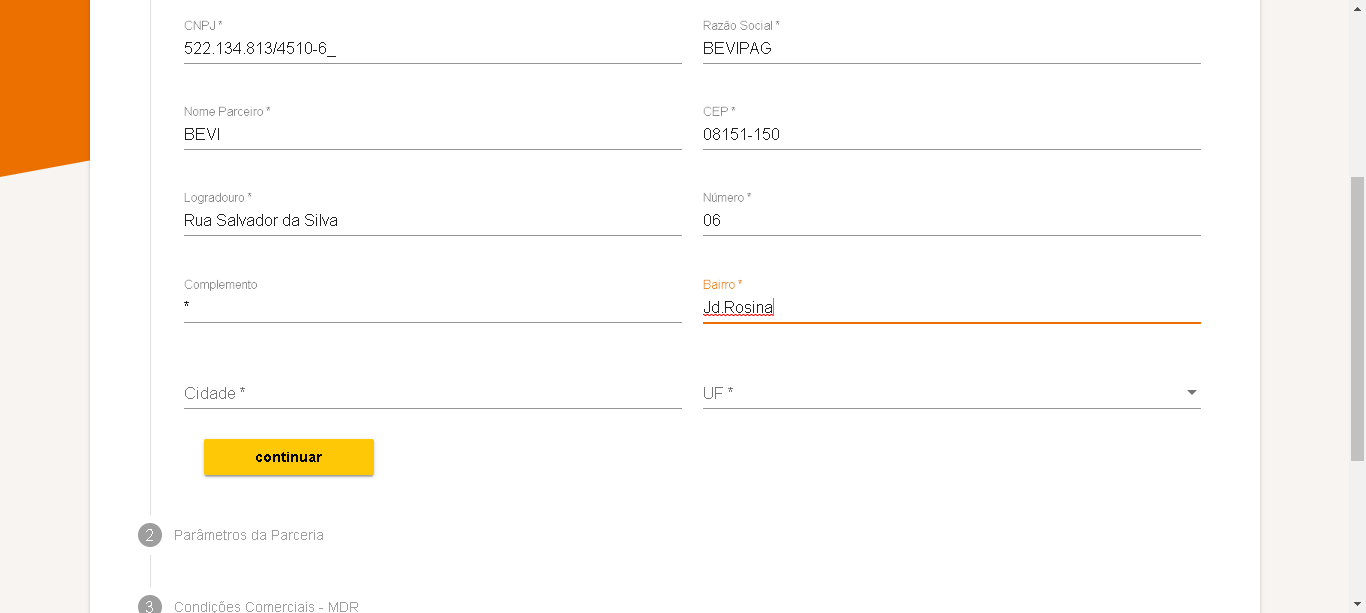 CNPJ * Razão Social *
522.134.813/4510-6_ BEVIPAG
Nome Parceiro * CEP *
BEVI 08151-150
Logradouro * Número *
Rua Salvador da Silva 06
Complemento Bairro *
* Jd.Rosina
Cidade * UF *
continuar
2 Parâmetros da Parceria
3 Condições Comerciais - MDR